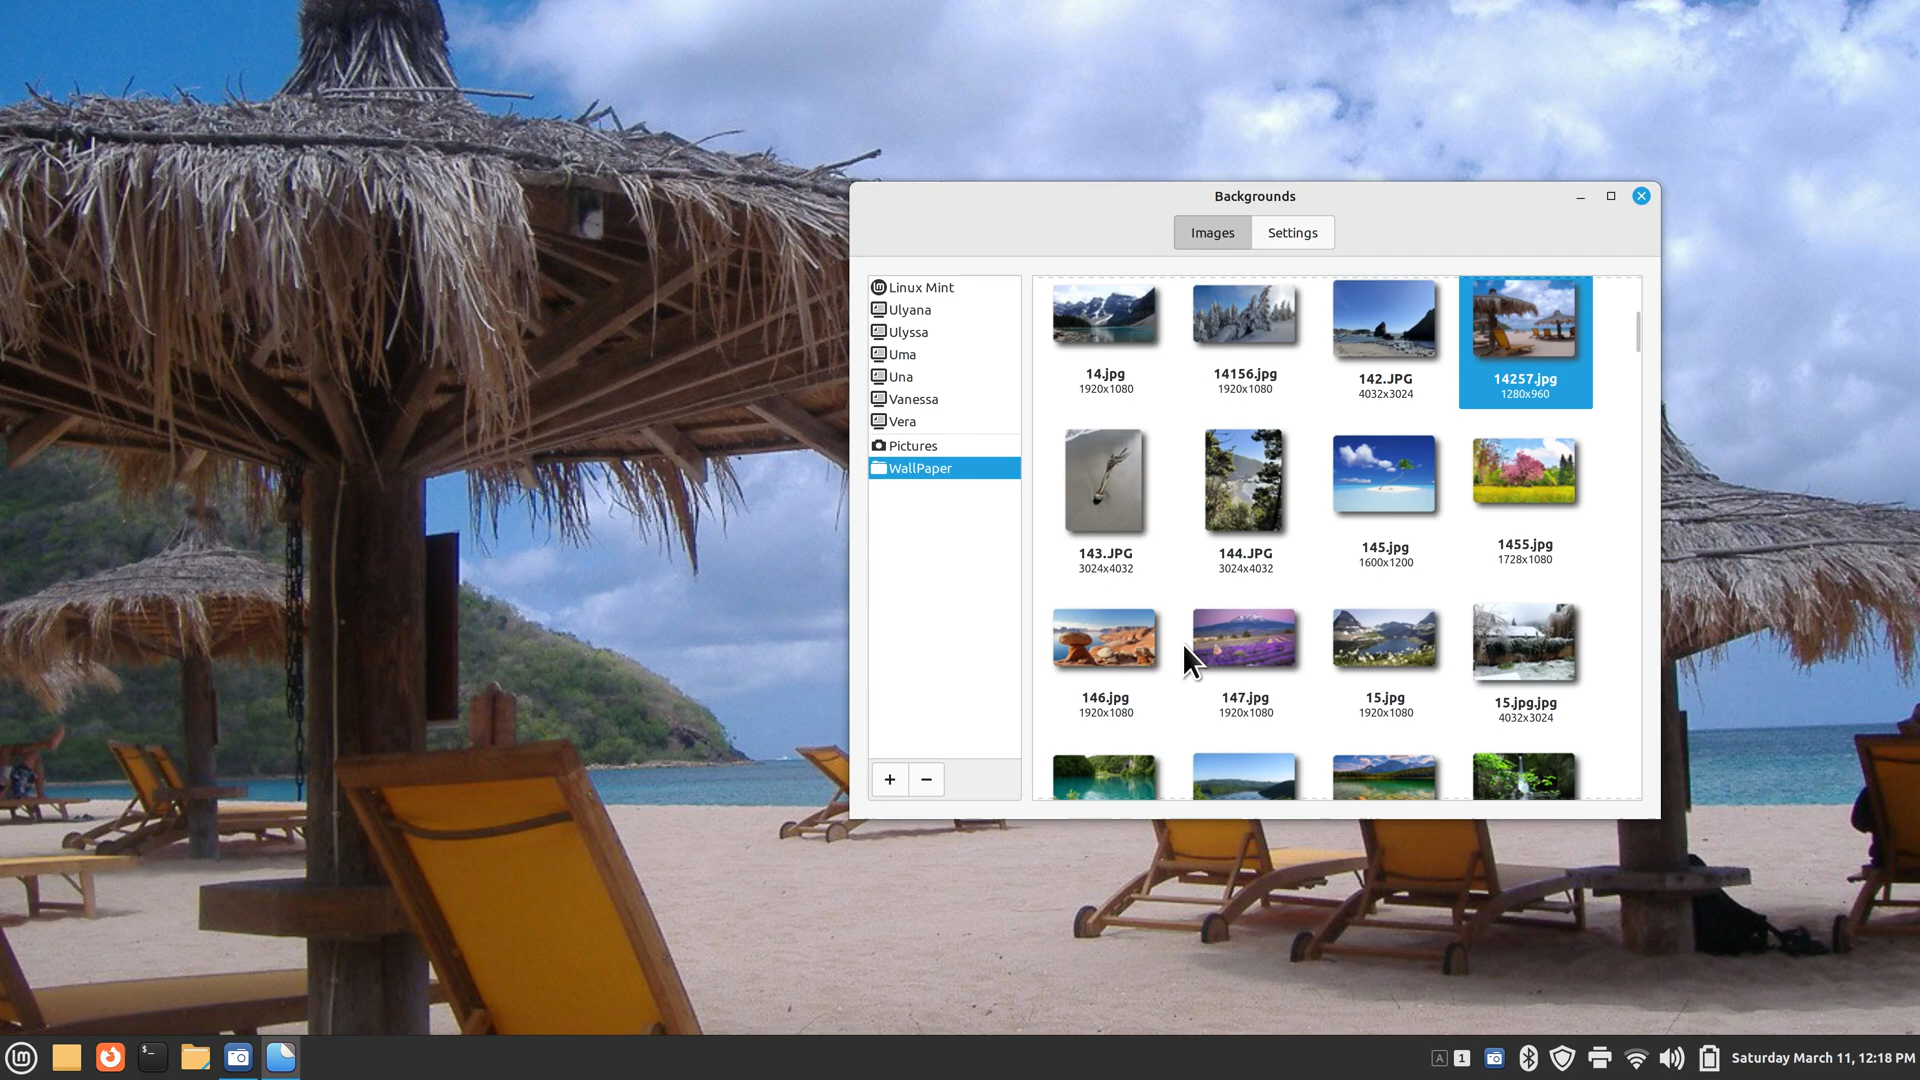 Backgrounds
Images
Settings
Linux Mint
Ulyana
Ulyssa
Uma
Una
Vanessa
Vera
Pictures
WallPaper
+
−
14.jpg
1920x1080
14156.jpg
1920x1080
142.JPG
4032x3024
14257.jpg
1280x960
143.JPG
3024x4032
144.JPG
3024x4032
145.jpg
1600x1200
1455.jpg
1728x1080
146.jpg
1920x1080
147.jpg
1920x1080
15.jpg
1920x1080
15.jpg.jpg
4032x3024
$_
A
1
Saturday March 11, 12:18 PM